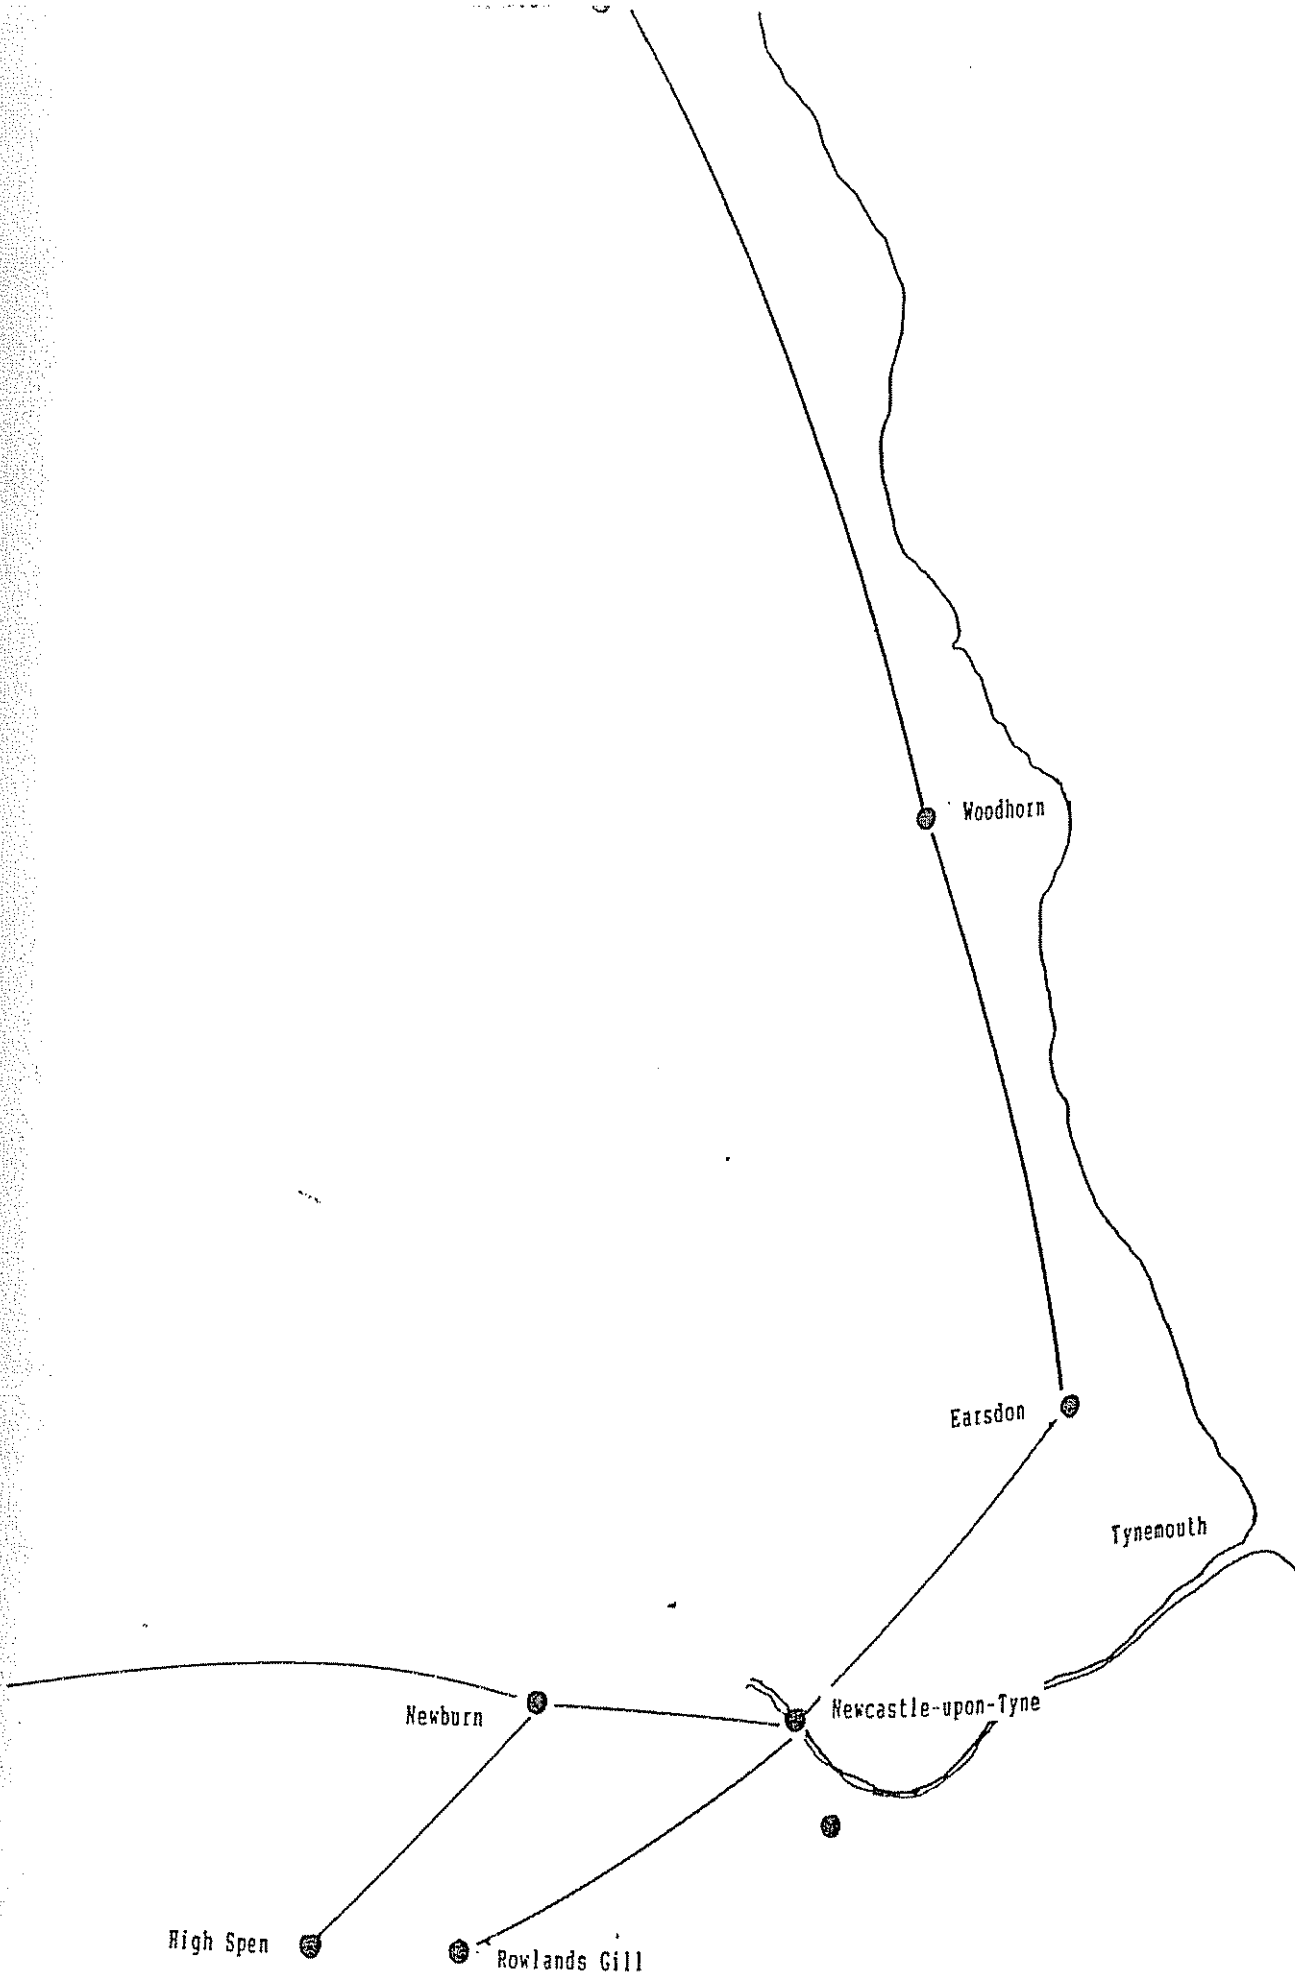 Woodhorn
Earsdon
Tynemouth
Newcastle-upon-Tyne
Newburn
High Spen
Rowlands Gill